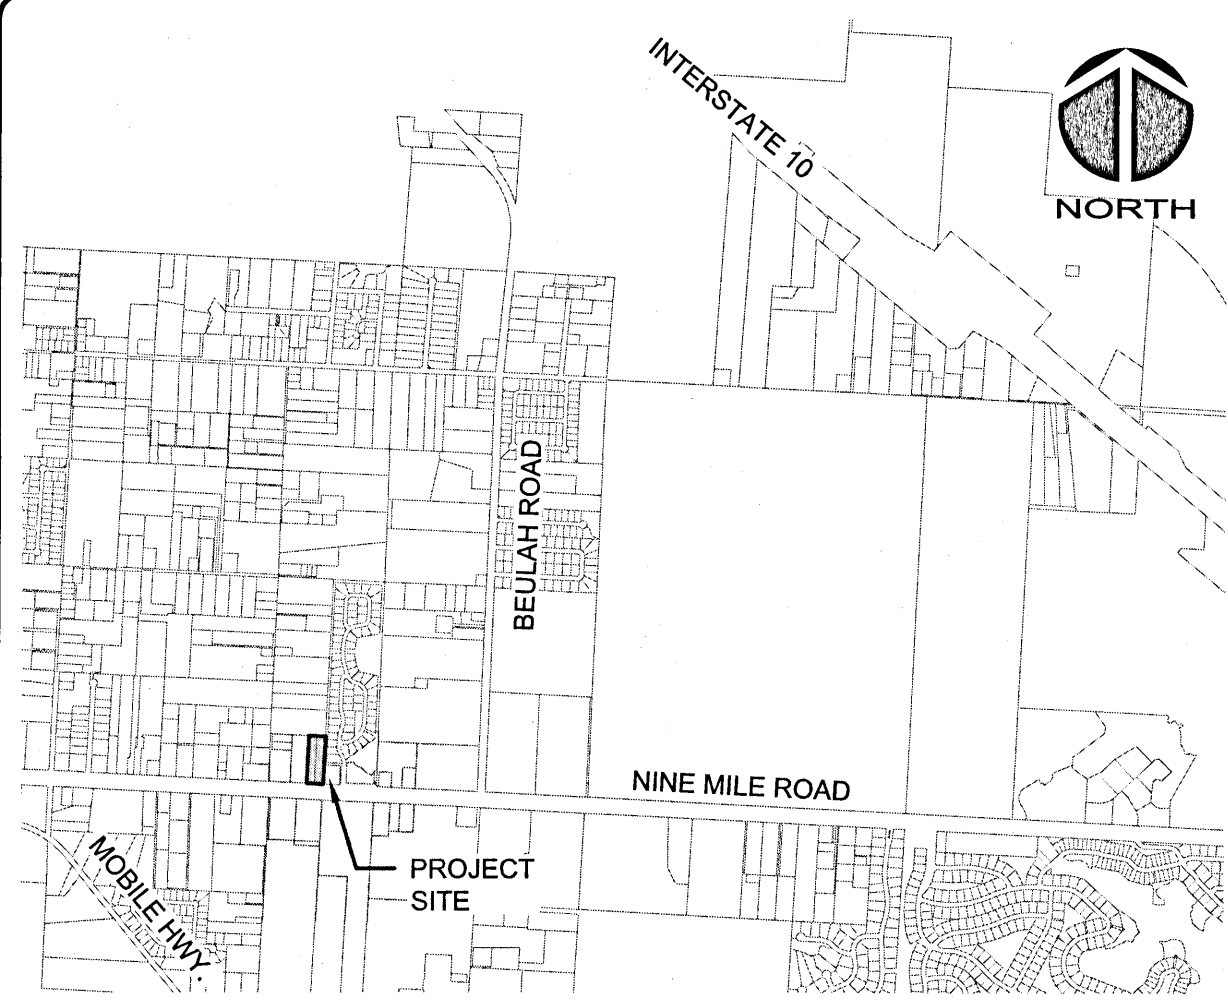 INTERSTATE 10
NORTH
BEULAH ROAD
NINE MILE ROAD
MOBILE HWY.
PROJECT
SITE